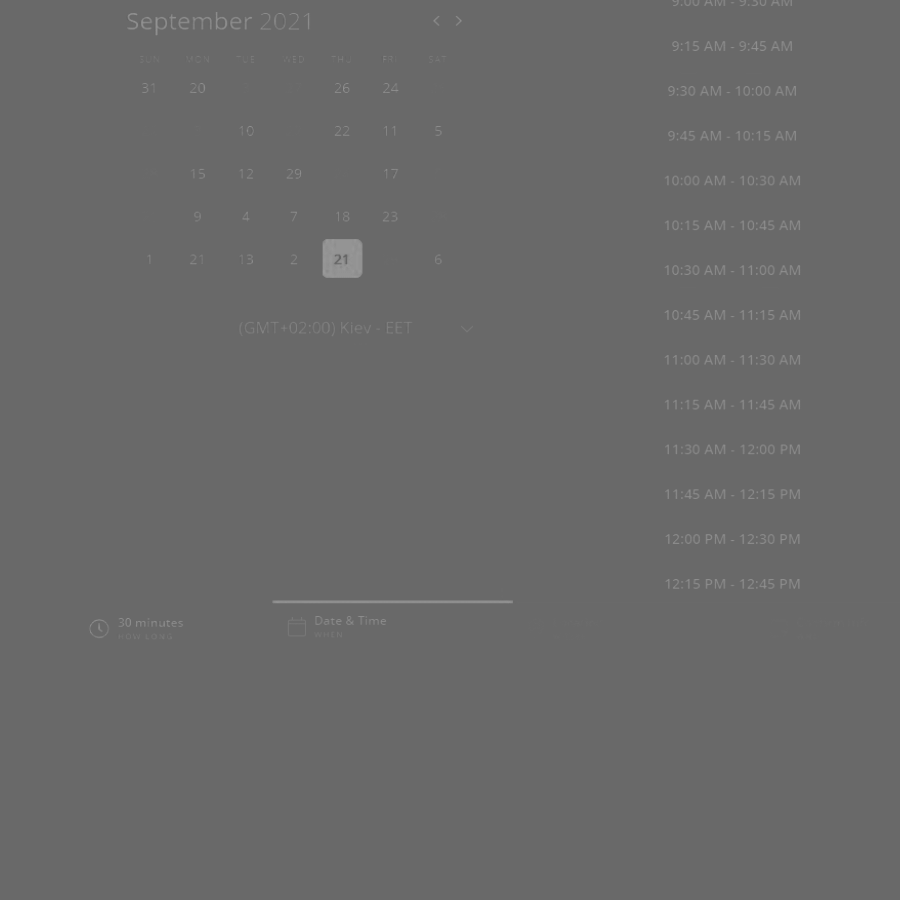 September 2021
SUN MON TUE WED THU FRI SAT
31 20 26 24
10 22 11 5
15 12 29 17
9 4 7 18 23
1 21 13 2 21 6
(GMT+02:00) Kiev - EET
9:00 AM - 9:30 AM
9:15 AM - 9:45 AM
9:30 AM - 10:00 AM
9:45 AM - 10:15 AM
10:00 AM - 10:30 AM
10:15 AM - 10:45 AM
10:30 AM - 11:00 AM
10:45 AM - 11:15 AM
11:00 AM - 11:30 AM
11:15 AM - 11:45 AM
11:30 AM - 12:00 PM
11:45 AM - 12:15 PM
12:00 PM - 12:30 PM
12:15 PM - 12:45 PM
30 minutes
HOW LONG
Date & Time
WHEN